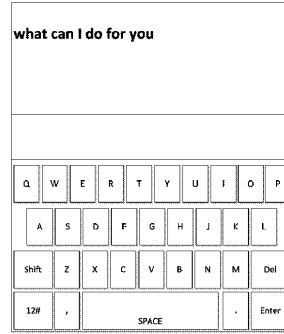 what can I do for you
Q W E R T Y U I O P
A S D F G H J K L
Shift Z X C V B N M Del
12# , SPACE . Enter